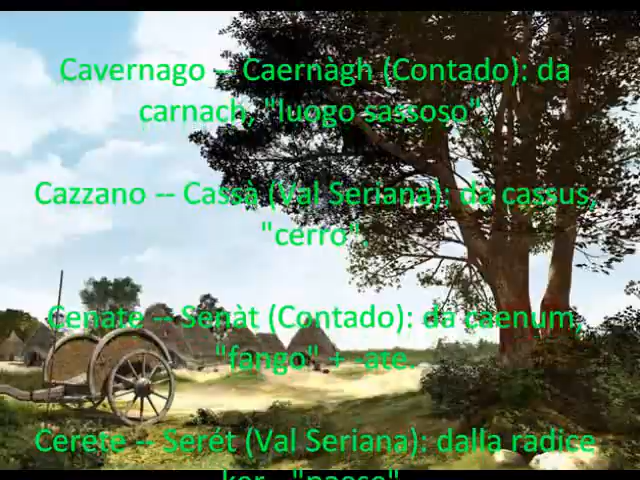 Cavernago -- Caernàgh (Contado): da
carnach, "luogo sassoso".
Cazzano -- Cassà (Val Seriana): da cassus,
"cerro".
Cenate -- Senàt (Contado): da caenum,
"fango" + -ate.
Cerete -- Serét (Val Seriana): dalla radice